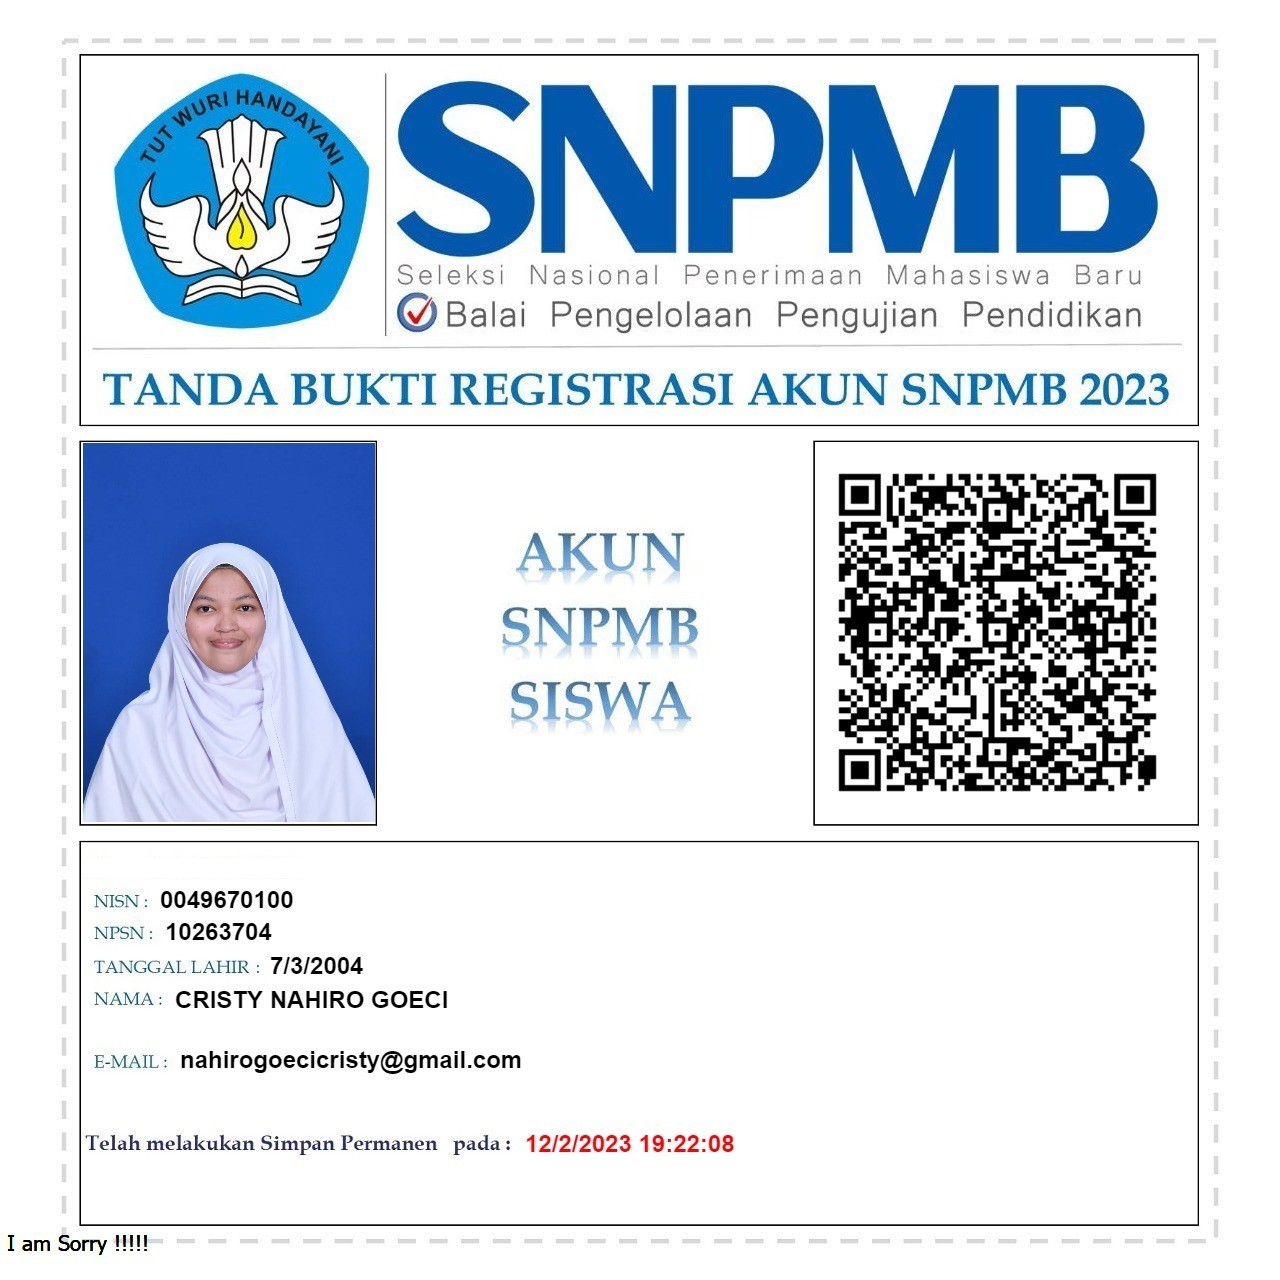 TUT WURI HANDAYANI
SNPMB
Seleksi Nasional Penerimaan Mahasiswa Baru
Balai Pengelolaan Pengujian Pendidikan
TANDA BUKTI REGISTRASI AKUN SNPMB 2023
AKUN
SNPMB
SISWA
NISN : 0049670100
NPSN : 10263704
TANGGAL LAHIR : 7/3/2004
NAMA : CRISTY NAHIRO GOECI
E-MAIL : nahirogoecicristy@gmail.com
Telah melakukan Simpan Permanen pada : 12/2/2023 19:22:08
I am Sorry !!!!!